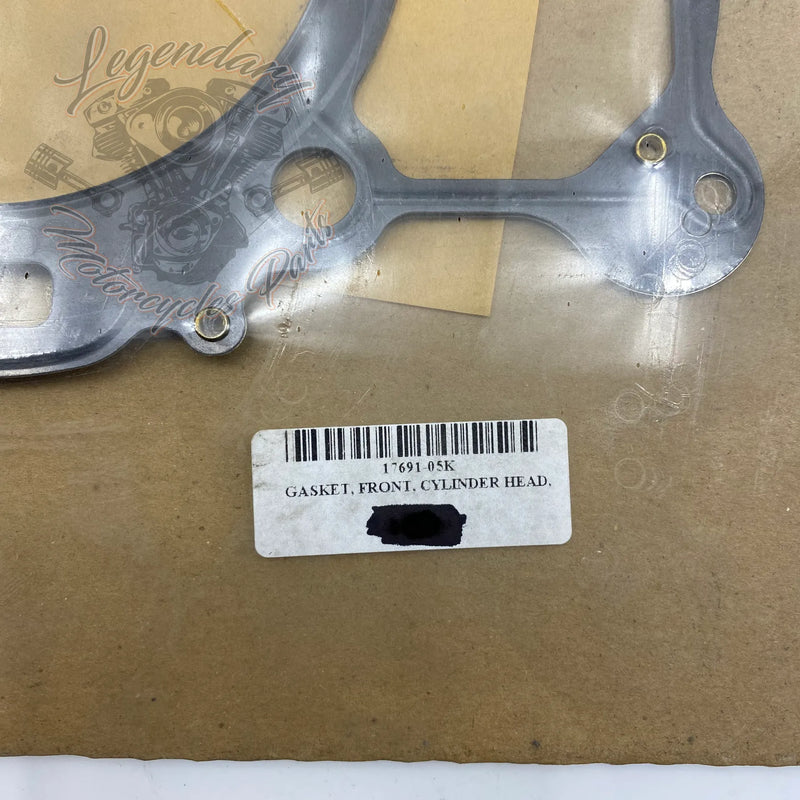 Legendary
Motorcycles Parts
17691-05K
GASKET, FRONT, CYLINDER HEAD,